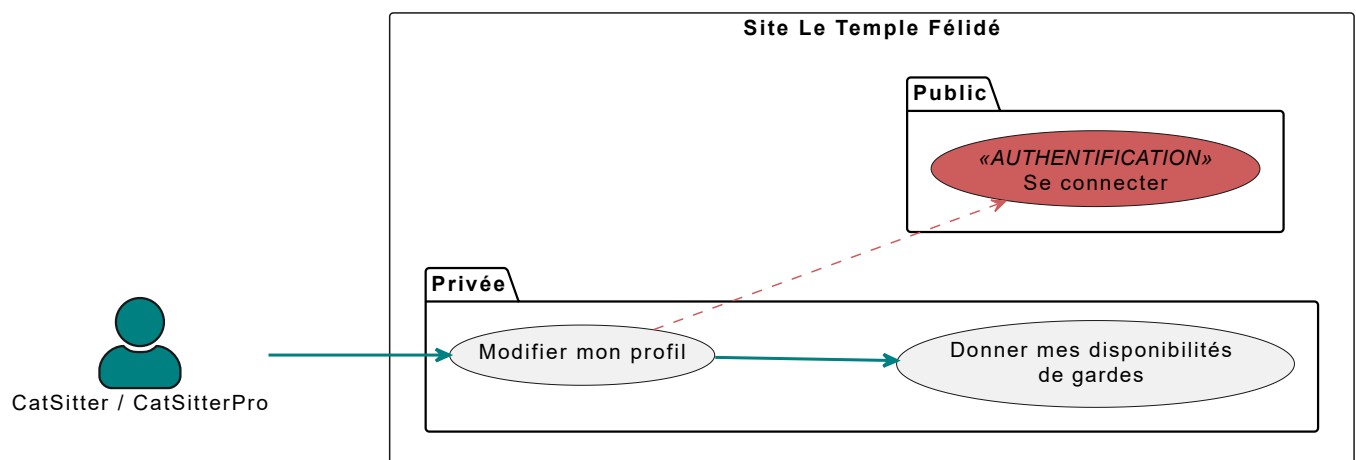 Site Le Temple Félidé
Public
«AUTHENTIFICATION»
Se connecter
Privée
Modifier mon profil
Donner mes disponibilités
de gardes
CatSitter / CatSitterPro